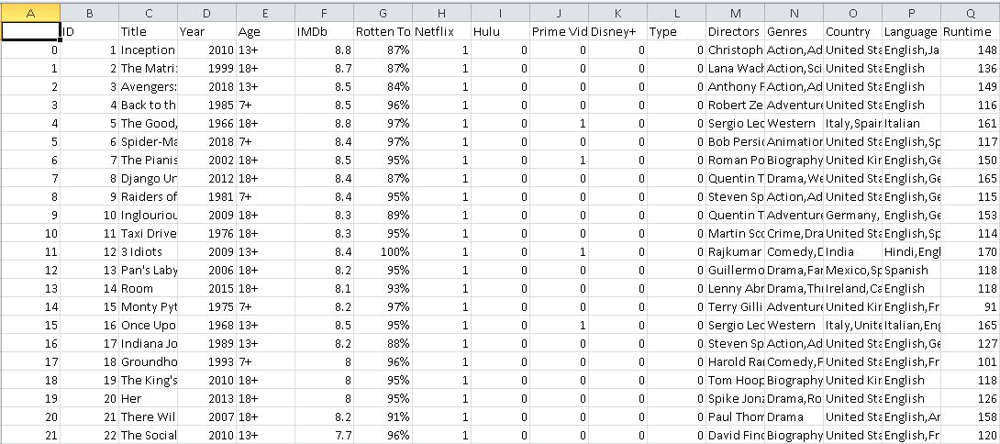 A B C D E F G H I J K L M N O P Q
ID Title Year Age IMDb Rotten To Netflix Hulu Prime Vid Disney+ Type Directors Genres Country Language Runtime
0 1 Inception 2010 13+ 8.8 87% 1 0 0 0 0 Christoph Action,Ad United Sta English,Ja 148
1 2 The Matri 1999 18+ 8.7 87% 1 0 0 0 0 Lana Wach Action,Sci United Sta English 136
2 3 Avengers: 2018 13+ 8.5 84% 1 0 0 0 0 Anthony F Action,Ad United Sta English 149
3 4 Back to th 1985 7+ 8.5 96% 1 0 0 0 0 Robert Ze Adventure United Sta English 116
4 5 The Good, 1966 18+ 8.8 97% 1 0 1 0 0 Sergio Leo Western Italy,Spain Italian 161
5 6 Spider-Ma 2018 7+ 8.4 97% 1 0 0 0 0 Bob Persic Animation United Sta English,Sp 117
6 7 The Pianis 2002 18+ 8.5 95% 1 0 1 0 0 Roman Po Biography United Kin English,Ge 150
7 8 Django Un 2012 18+ 8.4 87% 1 0 0 0 0 Quentin T Drama,We United Sta English,Ge 165
8 9 Raiders of 1981 7+ 8.4 95% 1 0 0 0 0 Steven Sp Action,Ad United Sta English,Ge 115
9 10 Inglouriou 2009 18+ 8.3 89% 1 0 0 0 0 Quentin T Adventure Germany, English,Ge 153
10 11 Taxi Drive 1976 18+ 8.3 95% 1 0 0 0 0 Martin Sco Crime,Dra United Sta English,Sp 114
11 12 3 Idiots 2009 13+ 8.4 100% 1 0 1 0 0 Rajkumar Comedy,D India Hindi,Engl 170
12 13 Pan's Laby 2006 18+ 8.2 95% 1 0 0 0 0 Guillermo Drama,Fan Mexico,Sp Spanish 118
13 14 Room 2015 18+ 8.1 93% 1 0 0 0 0 Lenny Abr Drama,Thr Ireland,Ca English 118
14 15 Monty Pyt 1975 7+ 8.2 97% 1 0 0 0 0 Terry Gilli Adventure United Kin English,Fr 91
15 16 Once Upo 1968 13+ 8.5 95% 1 0 1 0 0 Sergio Leo Western Italy,Unite Italian,Eng 165
16 17 Indiana Jo 1989 13+ 8.2 88% 1 0 0 0 0 Steven Sp Action,Ad United Sta English,Ge 127
17 18 Groundho 1993 7+ 8 96% 1 0 0 0 0 Harold Ra Comedy,F United Sta English,Fr 101
18 19 The King's 2010 18+ 8 95% 1 0 0 0 0 Tom Hoop Biography United Kin English 118
19 20 Her 2013 18+ 8 95% 1 0 0 0 0 Spike Jonz Drama,Ro United Sta English 126
20 21 There Wil 2007 18+ 8.2 91% 1 0 0 0 0 Paul Thom Drama United Sta English,Ar 158
21 22 The Social 2010 13+ 7.7 96% 1 0 0 0 0 David Finc Biography United Sta English,Fr 120